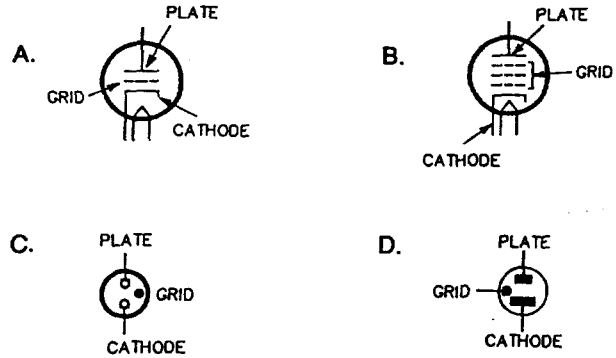 A.
PLATE
GRID
CATHODE
B.
PLATE
GRID
CATHODE
C.
PLATE
GRID
CATHODE
D.
PLATE
GRID
CATHODE